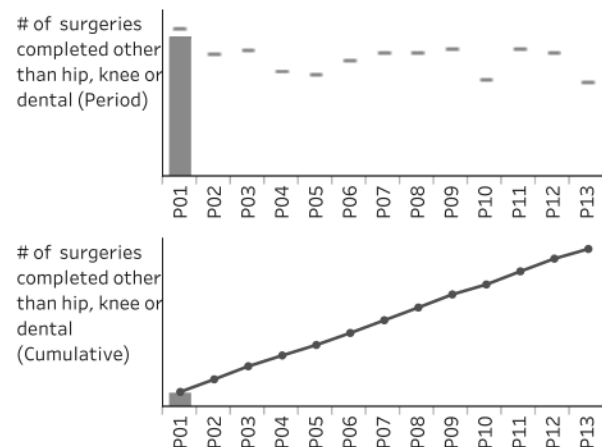 # of surgeries
completed other
than hip, knee or
dental (Period)
P01 P02 P03 P04 P05 P06 P07 P08 P09 P10 P11 P12 P13
# of surgeries
completed other
than hip, knee or
dental
(Cumulative)
P01 P02 P03 P04 P05 P06 P07 P08 P09 P10 P11 P12 P13